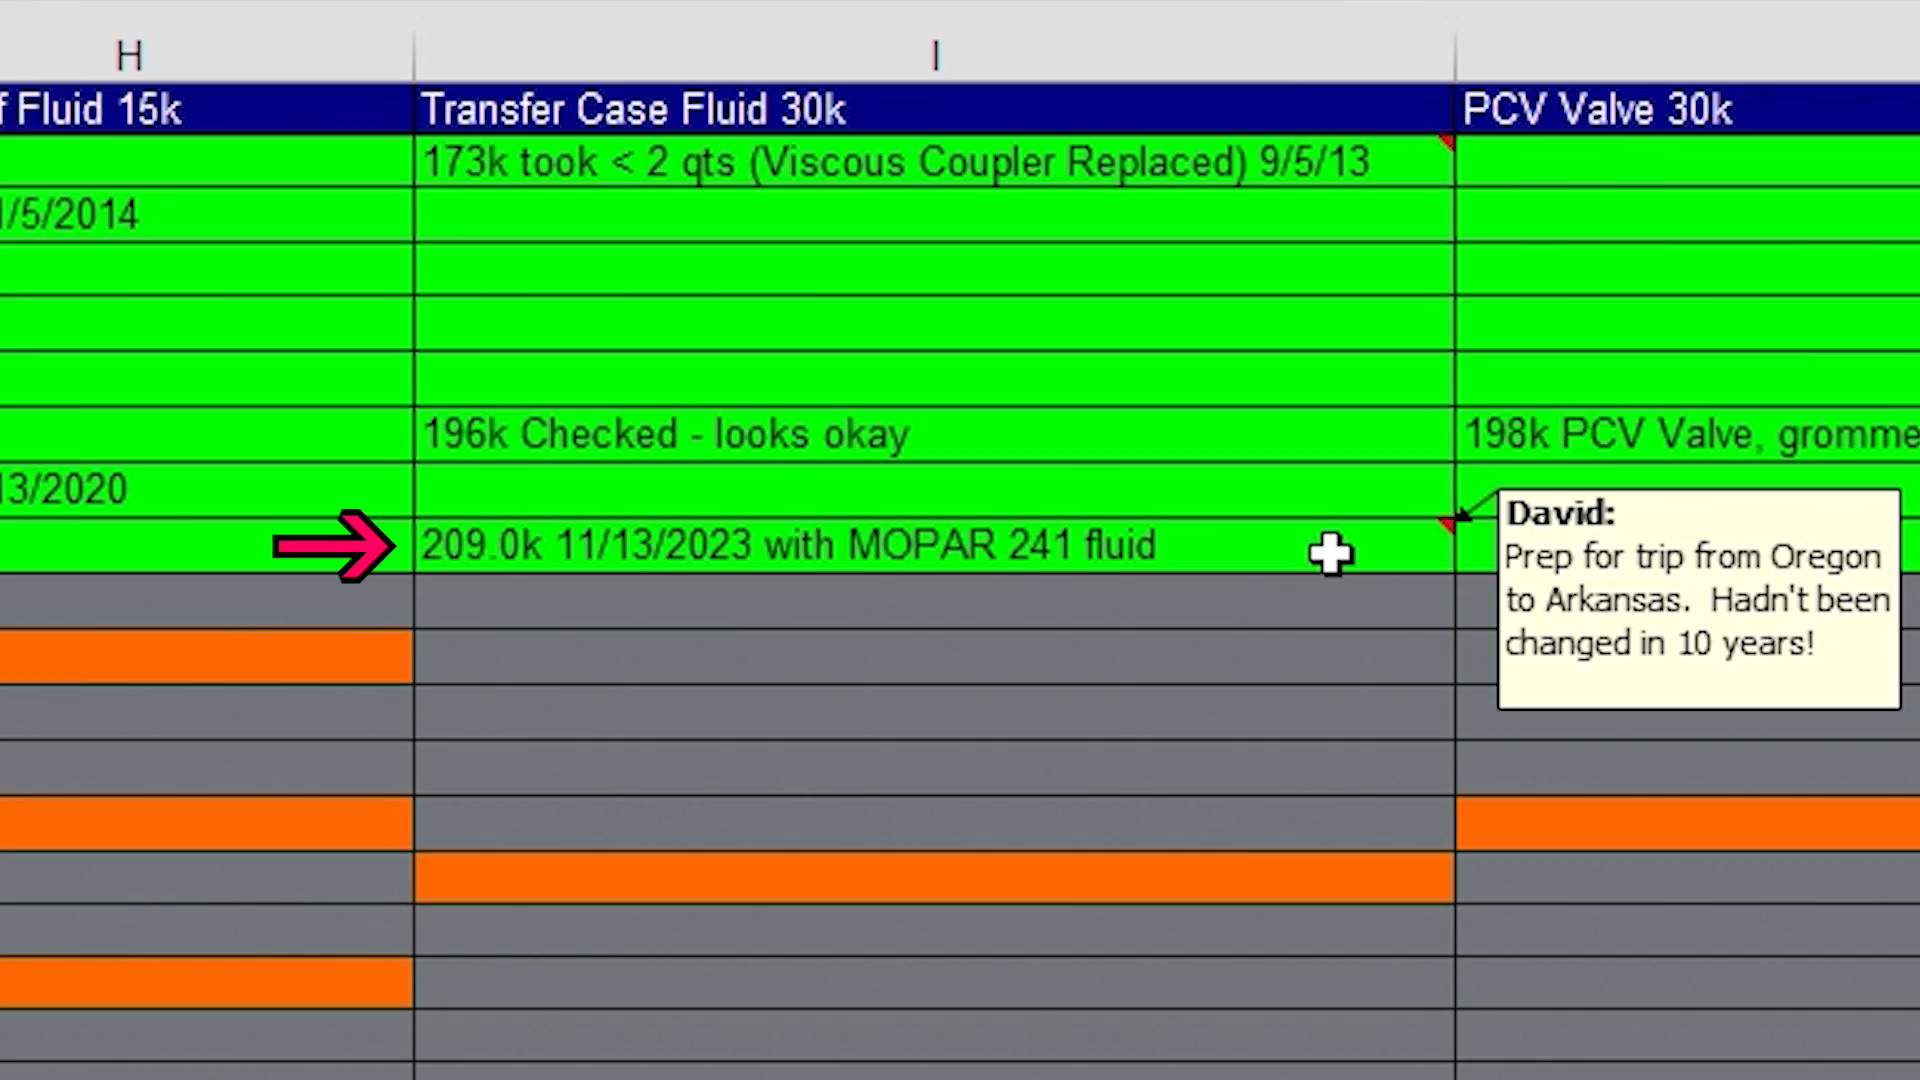 H
I
f Fluid 15k
Transfer Case Fluid 30k
PCV Valve 30k
173k took < 2 qts (Viscous Coupler Replaced) 9/5/13
1/5/2014
196k Checked - looks okay
198k PCV Valve, gromme
13/2020
209.0k 11/13/2023 with MOPAR 241 fluid
David:
Prep for trip from Oregon
to Arkansas. Hadn't been
changed in 10 years!